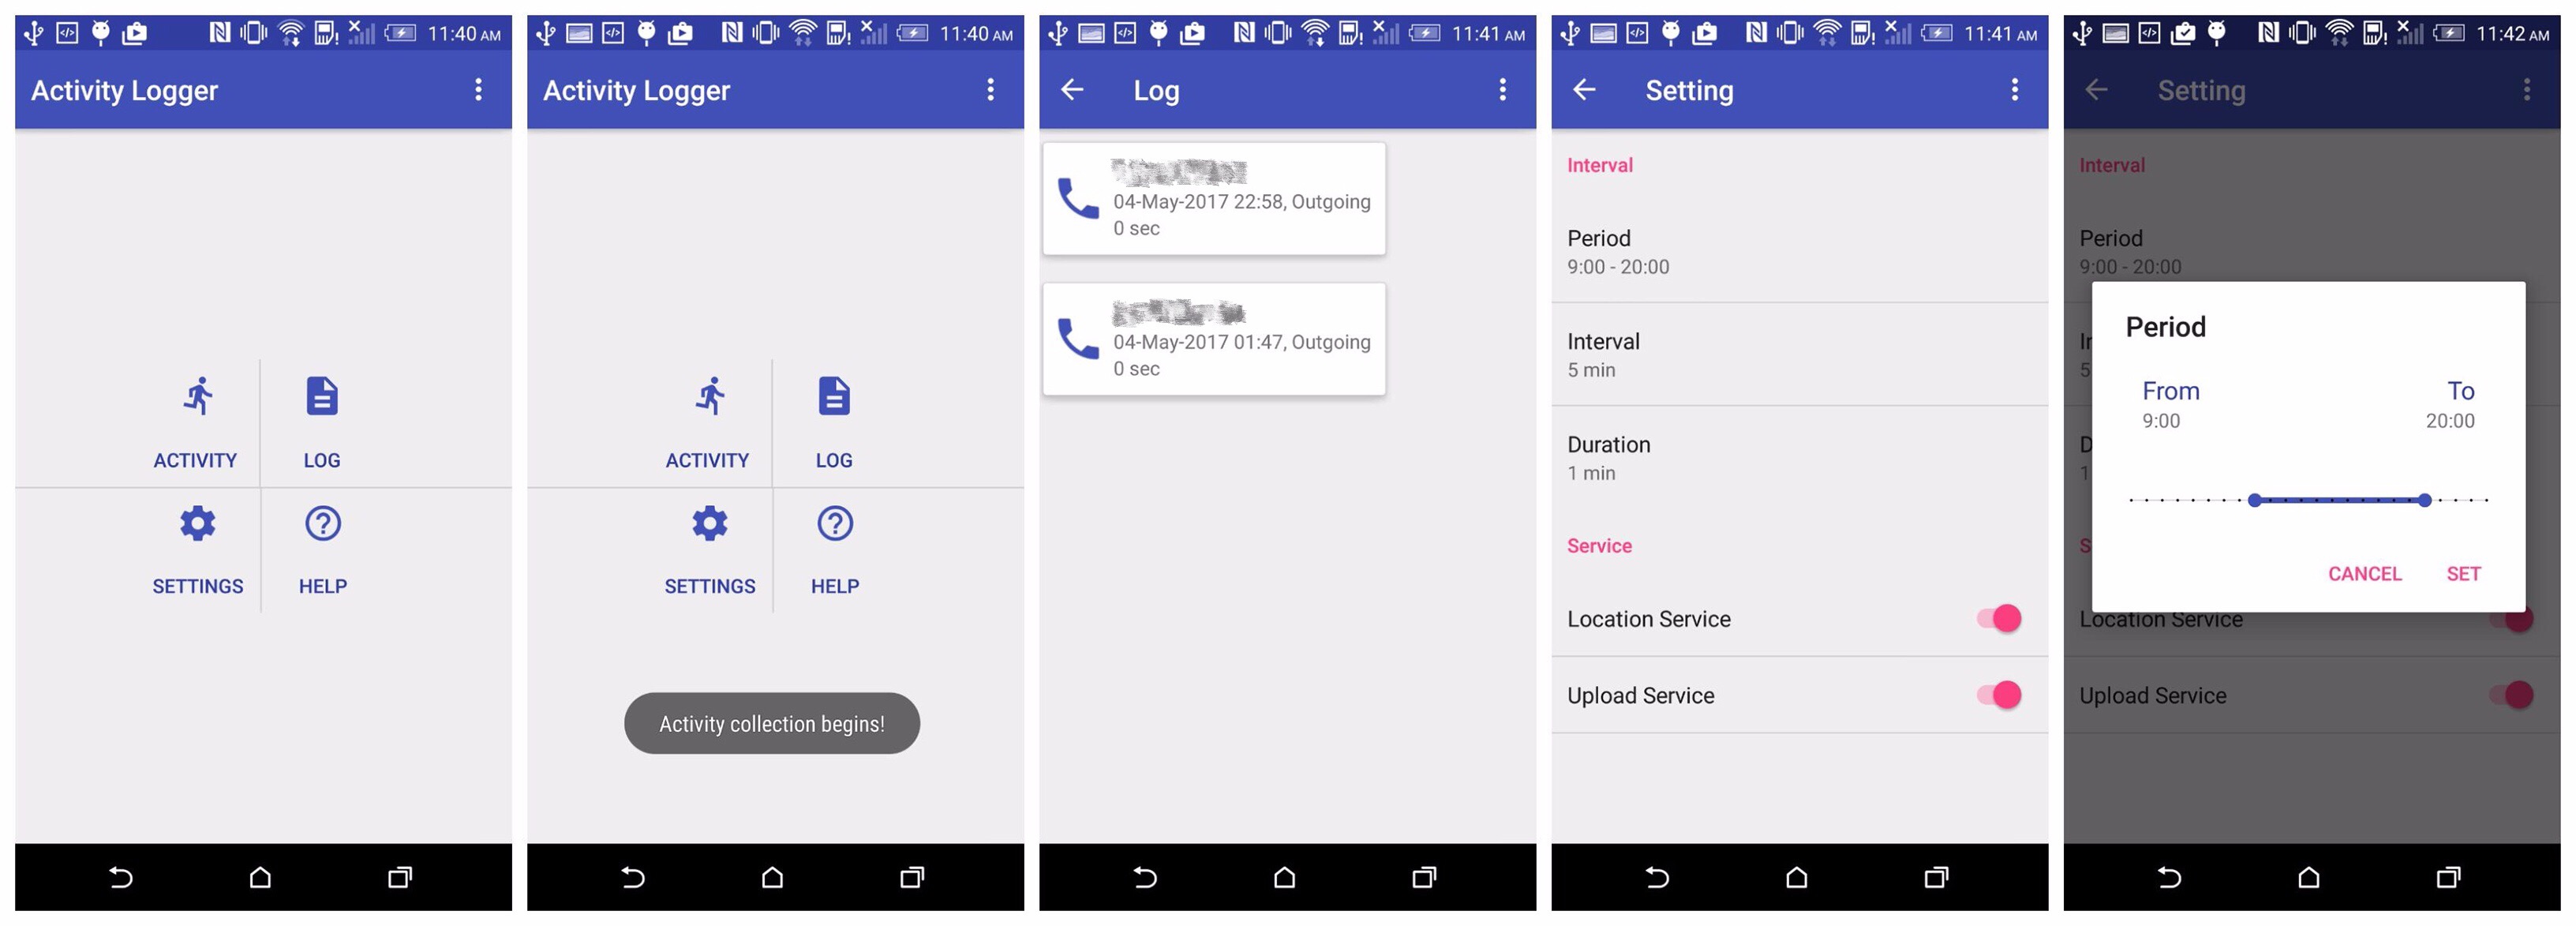 11:40 AM
Activity Logger
ACTIVITY
LOG
SETTINGS
HELP
11:40 AM
Activity Logger
ACTIVITY
LOG
SETTINGS
HELP
Activity collection begins!
11:41 AM
Log
04-May-2017 22:58, Outgoing
0 sec
04-May-2017 01:47, Outgoing
0 sec
11:41 AM
Setting
Interval
Period
9:00 - 20:00
Interval
5 min
Duration
1 min
Service
Location Service
Upload Service
11:42 AM
Setting
Interval
Period
9:00 - 20:00
Period
From
To
9:00
20:00
CANCEL
SET
Location Service
Upload Service